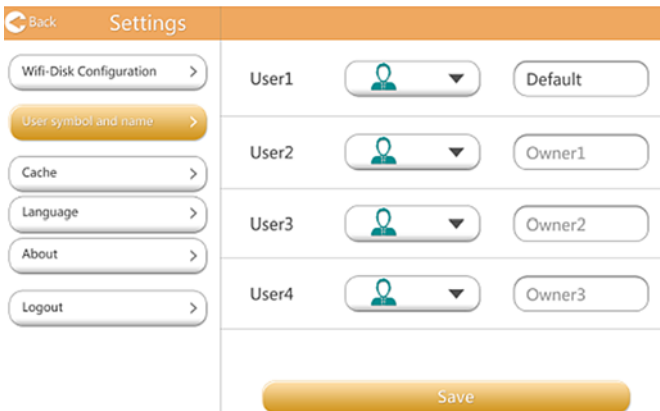 Back Settings
Wifi-Disk Configuration
User symbol and name
Cache
Language
About
Logout
User1 Default
User2 Owner1
User3 Owner2
User4 Owner3
Save